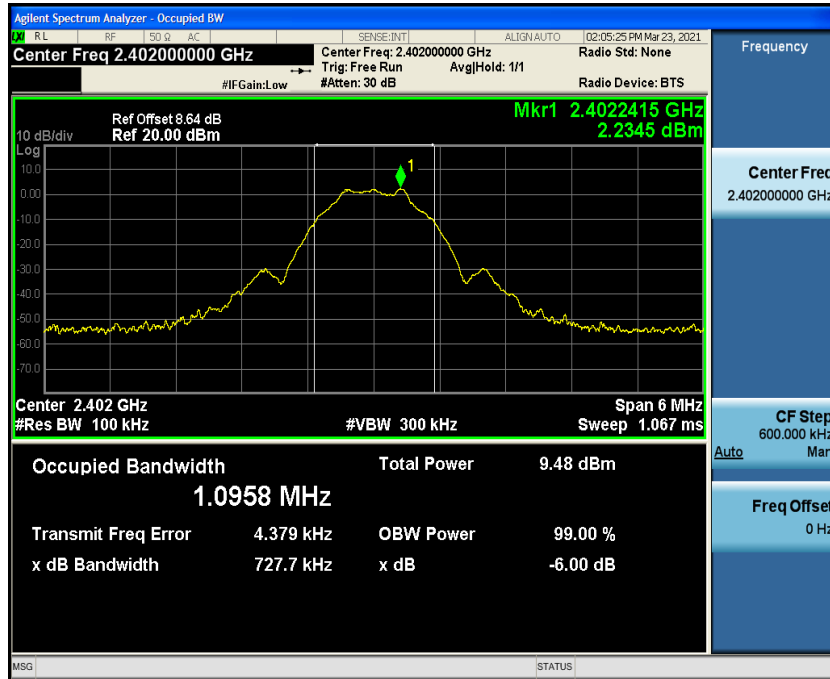 Agilent Spectrum Analyzer - Occupied BW
LXI RL RF 50 Ω AC SENSE:INT ALIGN AUTO 02:05:25 PM Mar 23, 2021
Center Freq 2.402000000 GHz Center Freq: 2.402000000 GHz Radio Std: None Frequency
Trig: Free Run Avg|Hold: 1/1
#IFGain:Low #Atten: 30 dB Radio Device: BTS
Mkr1 2.4022415 GHz
Ref Offset 8.64 dB
10 dB/div Ref 20.00 dBm 2.2345 dBm
Log
10.0
1
0.00
-10.0
-20.0
-30.0
-40.0
-50.0
-60.0
-70.0
Center Freq
2.402000000 GHz
Center 2.402 GHz Span 6 MHz
#Res BW 100 kHz #VBW 300 kHz Sweep 1.067 ms
CF Step
600.000 kHz
Auto Man
Occupied Bandwidth Total Power 9.48 dBm
1.0958 MHz
Freq Offset
0 Hz
Transmit Freq Error 4.379 kHz OBW Power 99.00 %
x dB Bandwidth 727.7 kHz x dB -6.00 dB
MSG STATUS